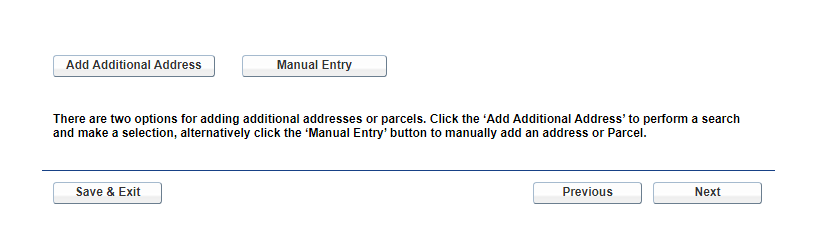 Add Additional Address
Manual Entry
There are two options for adding additional addresses or parcels. Click the ‘Add Additional Address’ to perform a search
and make a selection, alternatively click the ‘Manual Entry’ button to manually add an address or Parcel.
Save & Exit
Previous
Next